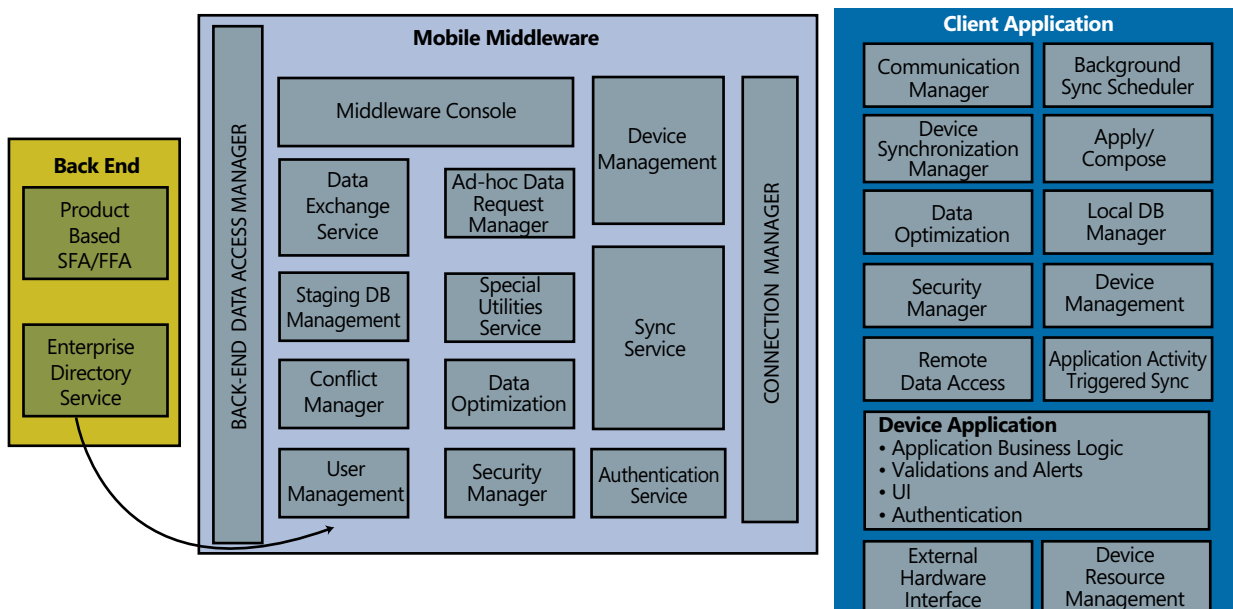 Back End
Product
Based
SFA/FFA
Enterprise
Directory
Service
Mobile Middleware
BACK-END DATA ACCESS MANAGER
Middleware Console
Data
Exchange
Service
Ad-hoc Data
Request
Manager
Device
Management
Staging DB
Management
Special
Utilities
Service
Sync
Service
Conflict
Manager
Data
Optimization
User
Management
Security
Manager
Authentication
Service
CONNECTION MANAGER
Client Application
Communication
Manager
Background
Sync Scheduler
Device
Synchronization
Manager
Apply/
Compose
Data
Optimization
Local DB
Manager
Security
Manager
Device
Management
Remote
Data Access
Application Activity
Triggered Sync
Device Application
• Application Business Logic
• Validations and Alerts
• UI
• Authentication
External
Hardware
Interface
Device
Resource
Management